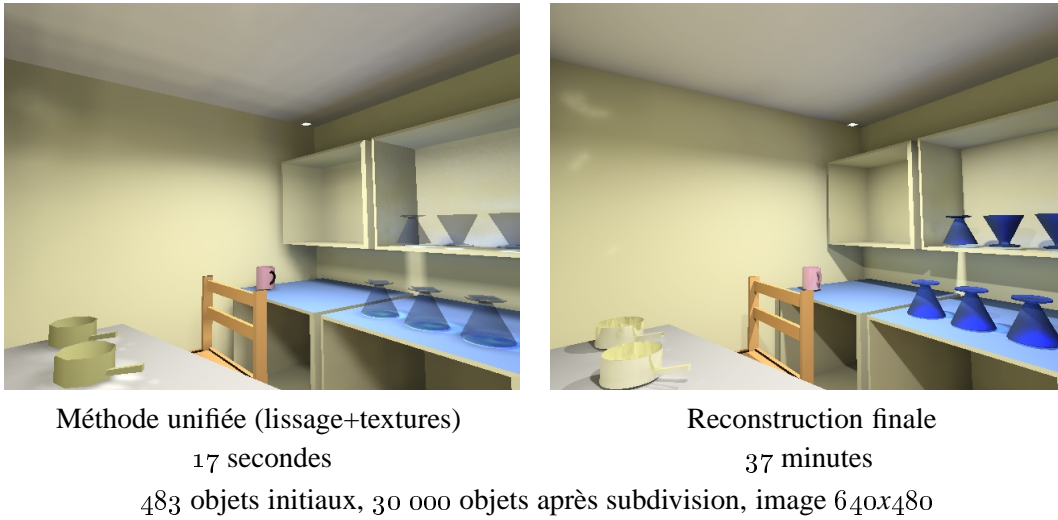 Méthode unifiée (lissage+textures)
Reconstruction finale
17 secondes
37 minutes
483 objets initiaux, 30 000 objets après subdivision, image 640x480